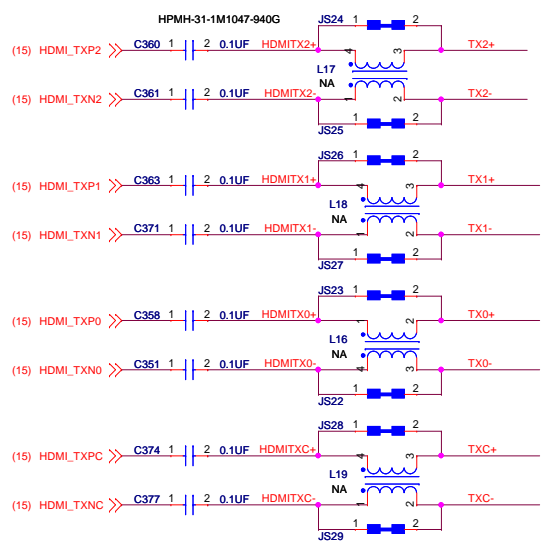 HPMH-31-1M1047-940G
JS24
1 2
(15) HDMI_TXP2 C360 1 2 0.1UF HDMITX2+ 4 3 TX2+
L17
NA
(15) HDMI_TXN2 C361 1 2 0.1UF HDMITX2- 1 2 TX2-
1 2
JS25
JS26
1 2
(15) HDMI_TXP1 C363 1 2 0.1UF HDMITX1+ 4 3 TX1+
L18
NA
(15) HDMI_TXN1 C371 1 2 0.1UF HDMITX1- 1 2 TX1-
1 2
JS27
JS23
1 2
(15) HDMI_TXP0 C358 1 2 0.1UF HDMITX0+ 1 2 TX0+
L16
NA
(15) HDMI_TXN0 C351 1 2 0.1UF HDMITX0- 4 3 TX0-
1 2
JS22
JS28
1 2
(15) HDMI_TXPC C374 1 2 0.1UF HDMITXC+ 4 3 TXC+
L19
NA
(15) HDMI_TXNC C377 1 2 0.1UF HDMITXC- 1 2 TXC-
1 2
JS29